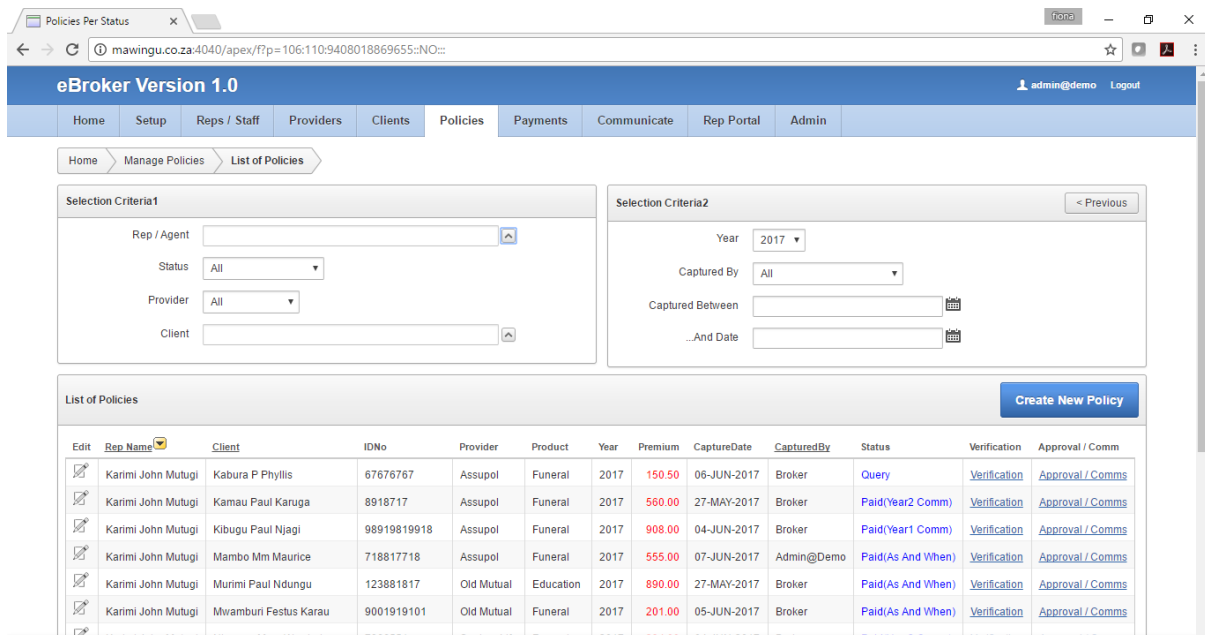 Policies Per Status
fiona
mawingu.co.za:4040/apex/f?p=106:110:9408018869655::NO:::
eBroker Version 1.0
admin@demo Logout
Home Setup Reps / Staff Providers Clients Policies Payments Communicate Rep Portal Admin
Home Manage Policies List of Policies
Selection Criteria1
Rep / Agent
Status All
Provider All
Client
Selection Criteria2 < Previous
Year 2017
Captured By All
Captured Between
...And Date
List of Policies Create New Policy
Edit Rep Name Client IDNo Provider Product Year Premium CaptureDate CapturedBy Status Verification Approval / Comm
Karimi John Mutugi Kabura P Phyllis 67676767 Assupol Funeral 2017 150.50 06-JUN-2017 Broker Query Verification Approval / Comms
Karimi John Mutugi Kamau Paul Karuga 8918717 Assupol Funeral 2017 560.00 27-MAY-2017 Broker Paid(Year2 Comm) Verification Approval / Comms
Karimi John Mutugi Kibugu Paul Njagi 98919819918 Assupol Funeral 2017 908.00 04-JUN-2017 Broker Paid(Year1 Comm) Verification Approval / Comms
Karimi John Mutugi Mambo Mm Maurice 718817718 Assupol Funeral 2017 555.00 07-JUN-2017 Admin@Demo Paid(As And When) Verification Approval / Comms
Karimi John Mutugi Murimi Paul Ndungu 123881817 Old Mutual Education 2017 890.00 27-MAY-2017 Broker Paid(As And When) Verification Approval / Comms
Karimi John Mutugi Mwamburi Festus Karau 9001919101 Old Mutual Funeral 2017 201.00 05-JUN-2017 Broker Paid(As And When) Verification Approval / Comms